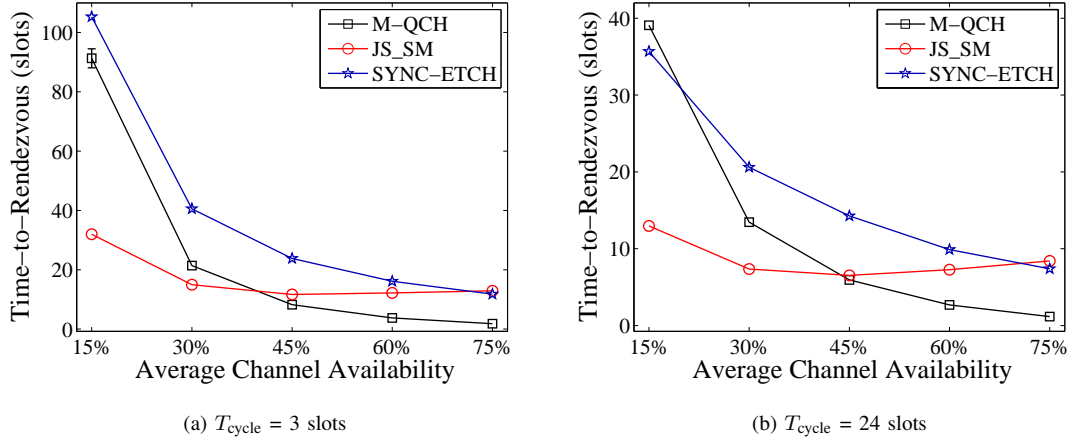 M−QCH
JS_SM
SYNC−ETCH
Time−to−Rendezvous (slots)
100
80
60
40
20
0
15% 30% 45% 60% 75%
Average Channel Availability
(a) Tcycle = 3 slots
M−QCH
JS_SM
SYNC−ETCH
Time−to−Rendezvous (slots)
40
30
20
10
0
15% 30% 45% 60% 75%
Average Channel Availability
(b) Tcycle = 24 slots